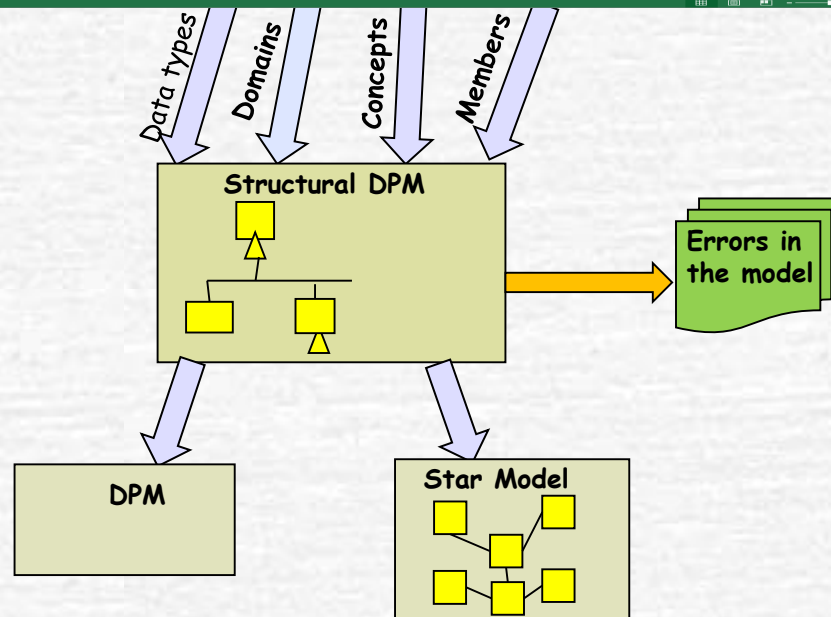 Data types
Domains
Concepts
Members
Structural DPM
Errors in
the model
DPM
Star Model